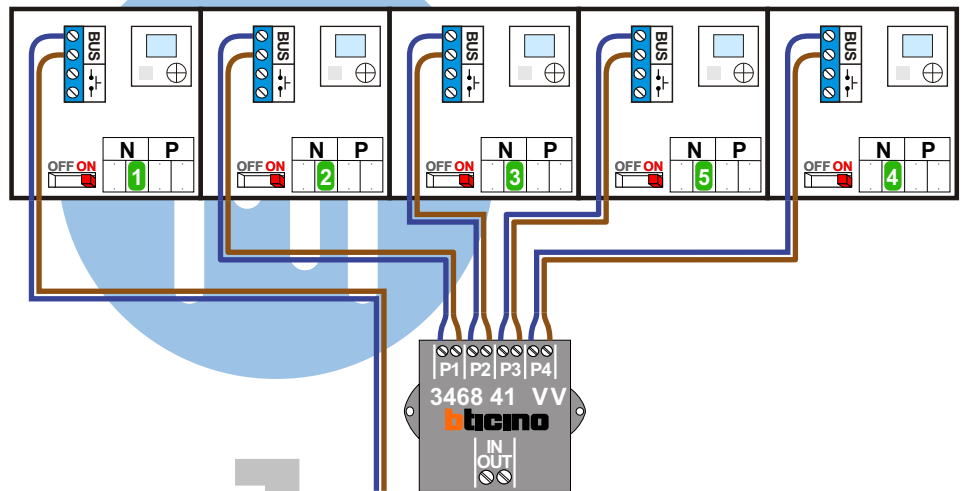 BUS BUS BUS BUS BUS
N P N P N P N P N P
OFF ON OFF ON OFF ON OFF ON OFF ON
1 2 3 5 4
P1 P2 P3 P4
3468 41 VV
bticino
IN
OUT